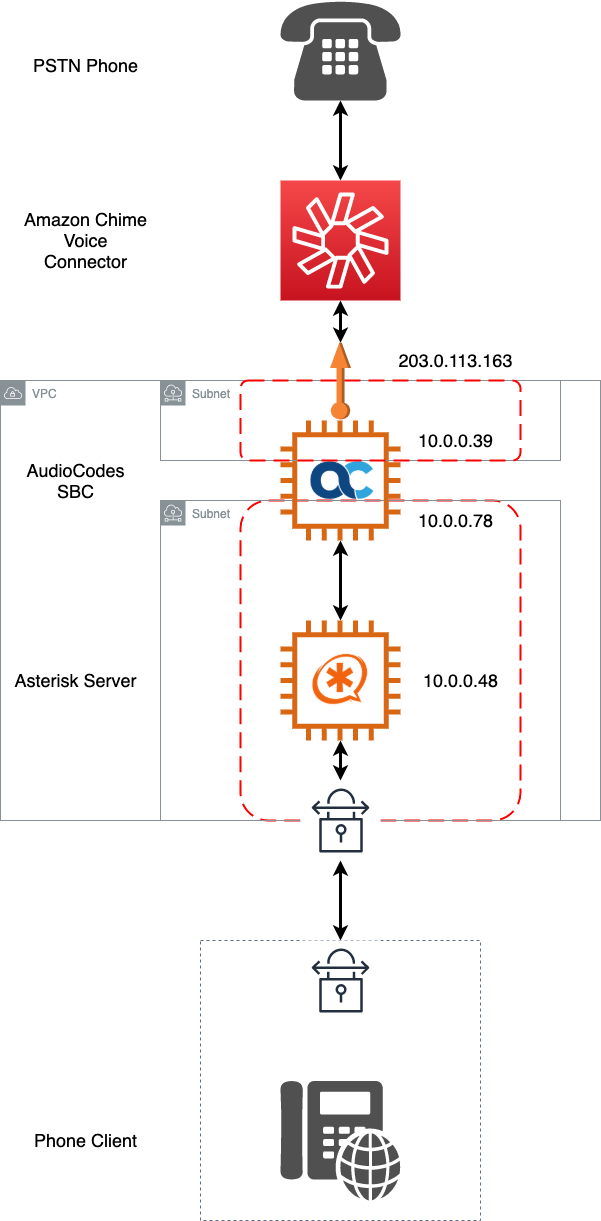 PSTN Phone
Amazon Chime
Voice
Connector
203.0.113.163
VPC
Subnet
10.0.0.39
AudioCodes
SBC
Subnet
10.0.0.78
Asterisk Server
10.0.0.48
Phone Client